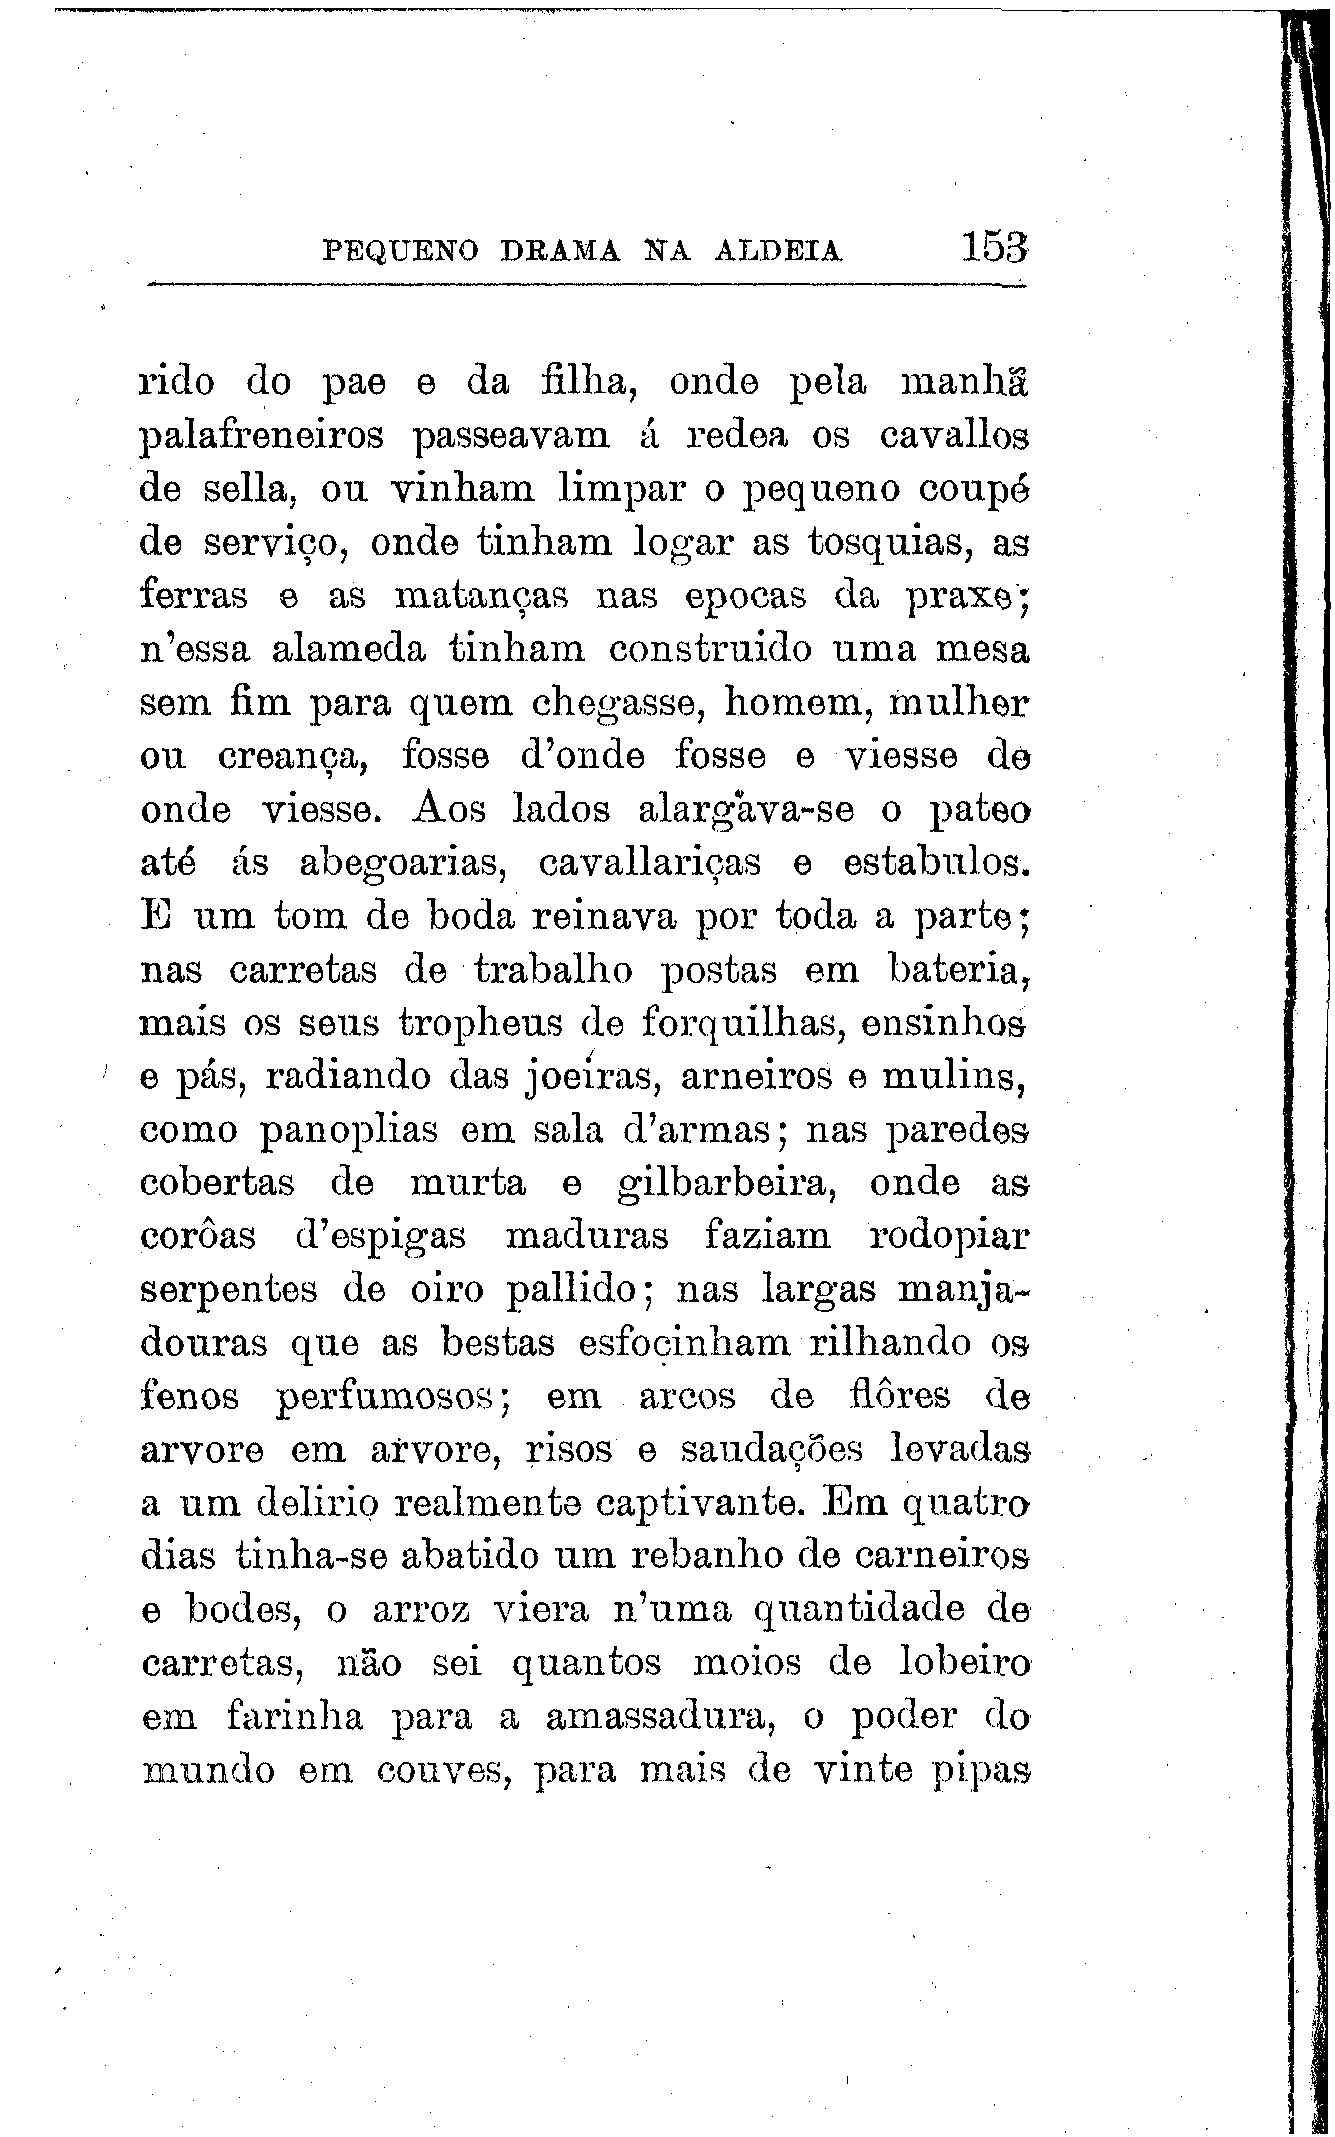 PEQUENO DRAMA NA ALDEIA 153
rido do pae e da filha, onde pela manhã
palafreneiros passeavam á redea os cavallos
de sella, ou vinham limpar o pequeno coupé
de serviço, onde tinham logar as tosquias, as
ferras e as matanças nas epocas da praxe;
n'essa alameda tinham construido uma mesa
sem fim para quem chegasse, homem, mulher
ou creança, fosse d'onde fosse e viesse de
onde viesse. Aos lados alargava-se o pateo
até ás abegoarias, cavallariças e estabulos.
E um tom de boda reinava por toda a parte;
nas carretas de trabalho postas em bateria,
mais os seus tropheus de forquilhas, ensinhos
e pás, radiando das joeiras, arneiros e mulins,
como panoplias em sala d'armas; nas paredes
cobertas de murta e gilbarbeira, onde as
corôas d'espigas maduras faziam rodopiar
serpentes de oiro pallido; nas largas manja-
douras que as bestas esfocinham rilhando os
fenos perfumosos; em arcos de flôres de
arvore em arvore, risos e saudações levadas
a um delirio realmente captivante. Em quatro
dias tinha-se abatido um rebanho de carneiros
e bodes, o arroz viera n'uma quantidade de
carretas, não sei quantos moios de lobeiro
em farinha para a amassadura, o poder do
mundo em couves, para mais de vinte pipas